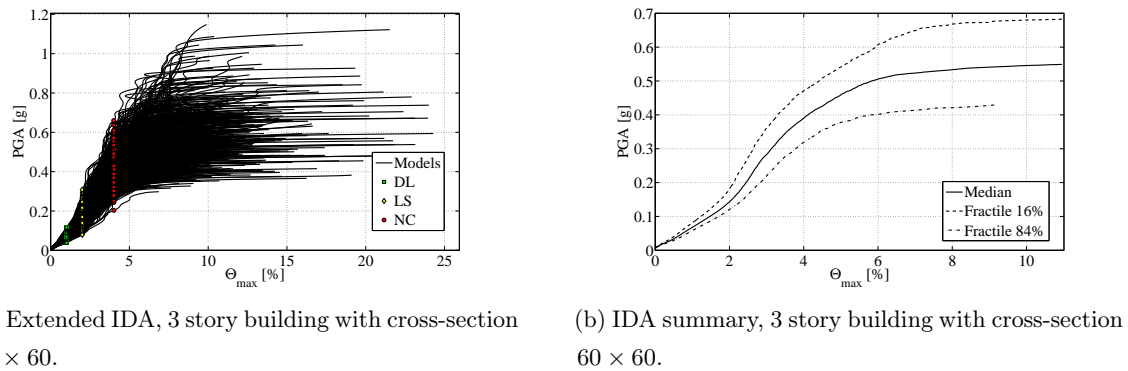 1.2
1
0.8
0.6
0.4
0.2
0
PGA [g]
0 5 10 15 20 25
Θmax [%]
Models
DL
LS
NC
0.7
0.6
0.5
0.4
0.3
0.2
0.1
0
PGA [g]
0 2 4 6 8 10
Θmax [%]
Median
Fractile 16%
Fractile 84%
Extended IDA, 3 story building with cross-section
× 60.
(b) IDA summary, 3 story building with cross-section
60 × 60.